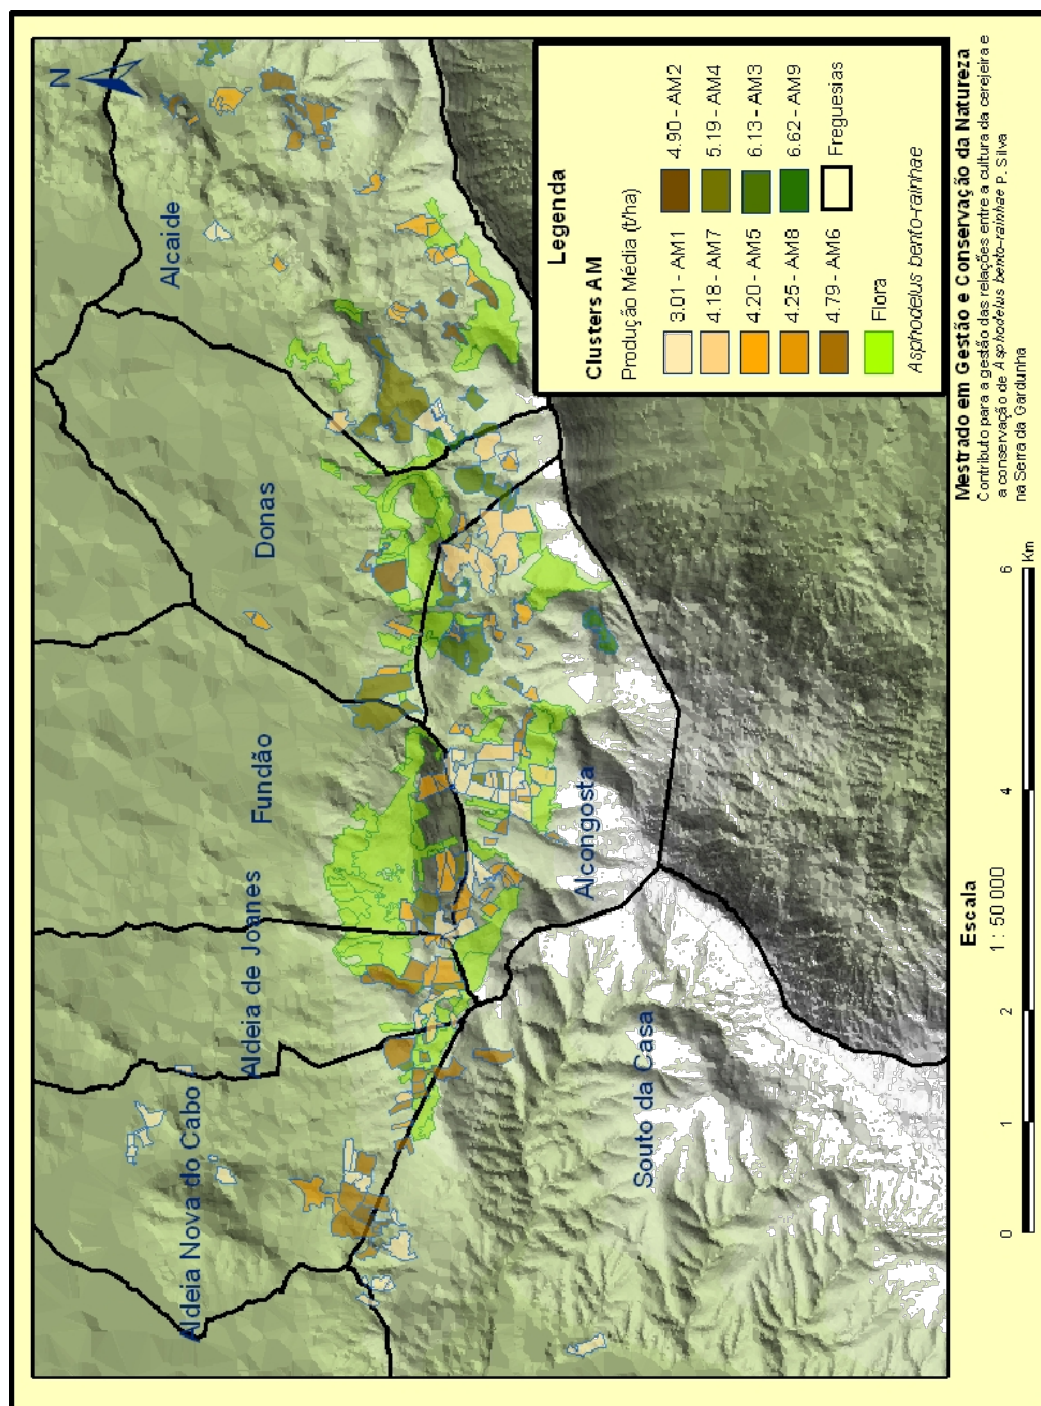 N
Alcaide
Donas
Fundão
Aldeia de Joanes
Aldeia Nova do Cabo
Alcongosta
Souto da Casa
Legenda
Clusters AM
Produção Média (t/ha)
3.01 - AM1
4.18 - AM7
4.20 - AM5
4.25 - AM8
4.79 - AM6
4.90 - AM2
5.19 - AM4
6.13 - AM3
6.62 - AM9
Freguesias
Flora
Asphodelus bento-rainhae
Escala
1 : 50 000
0 1 2 4 6
Km
Mestrado em Gestão e Conservação da Natureza
Contributo para a gestão das relações entre a cultura da cerejeira e
a conservação de Asphodelus bento-rainhae P. Silva
na Serra da Gardunha